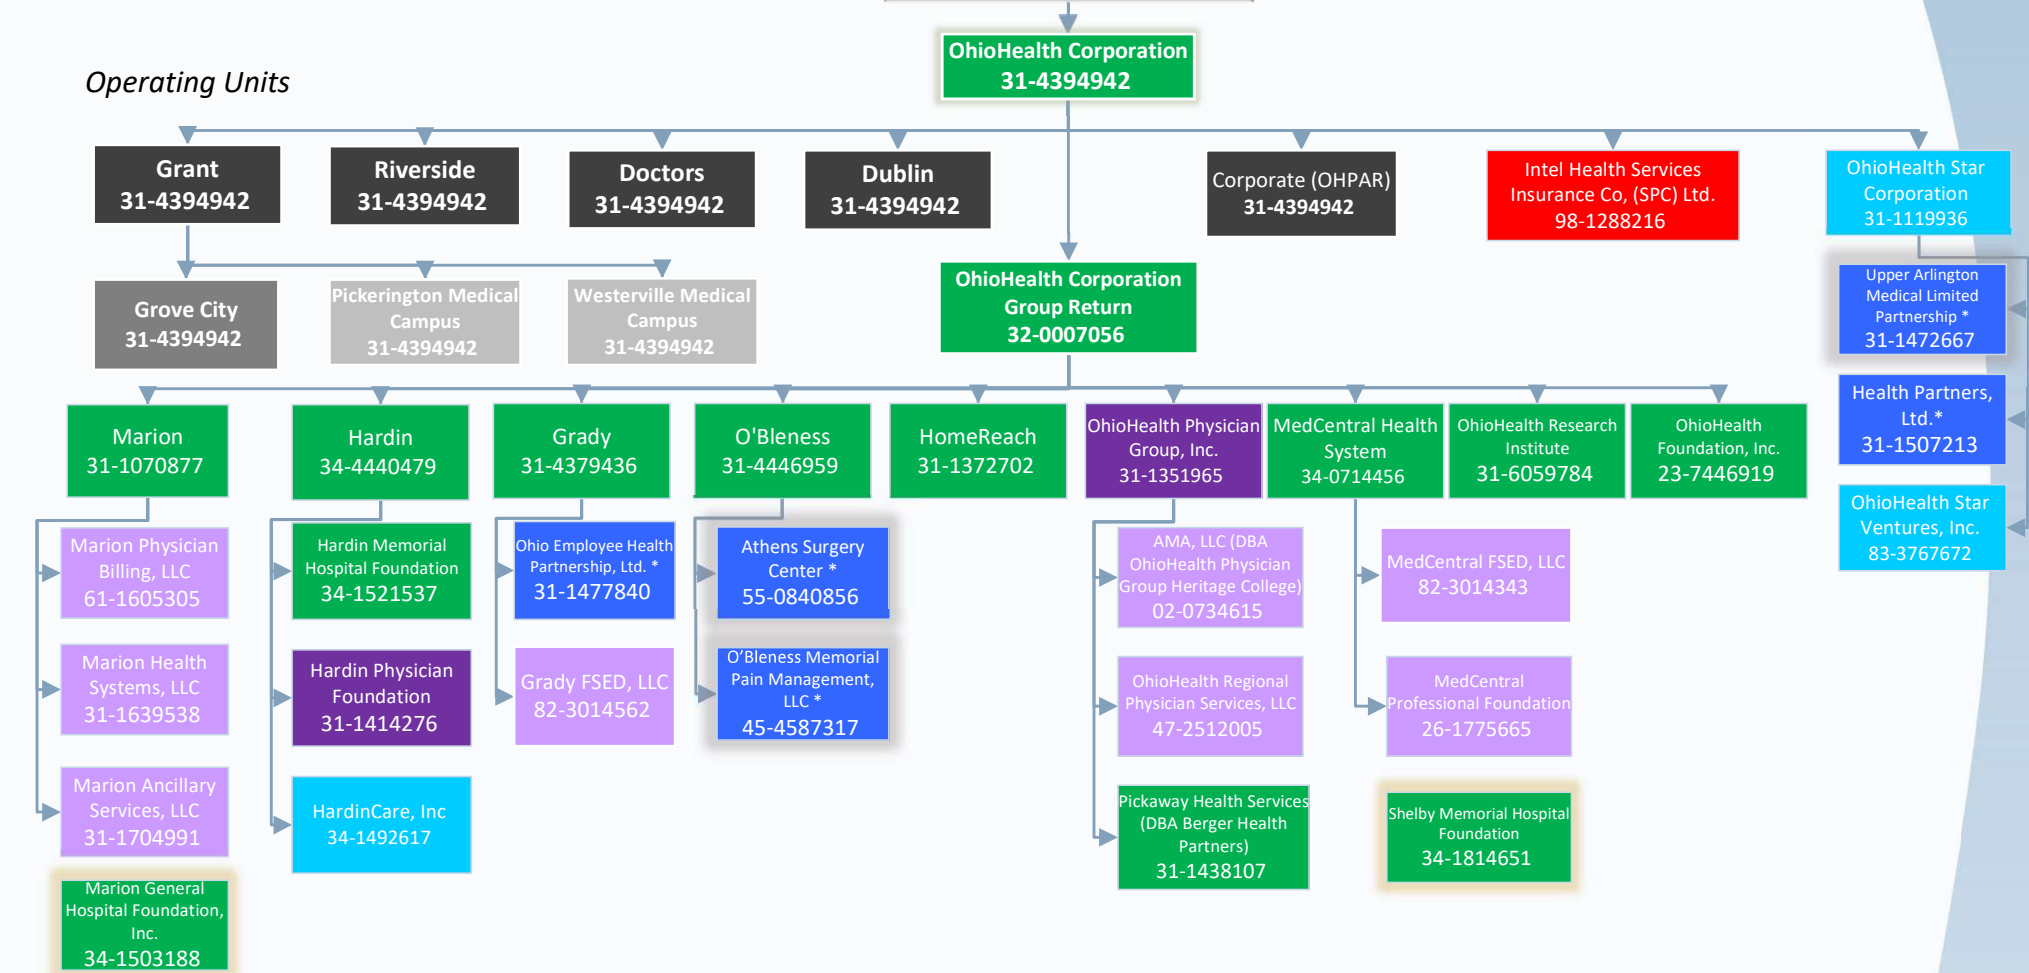 OhioHealth Corporation
31-4394942
Operating Units
Grant
31-4394942
Riverside
31-4394942
Doctors
31-4394942
Dublin
31-4394942
Corporate (OHPAR)
31-4394942
Intel Health Services
Insurance Co, (SPC) Ltd.
98-1288216
OhioHealth Star
Corporation
31-1119936
Grove City
31-4394942
Pickerington Medical
Campus
31-4394942
Westerville Medical
Campus
31-4394942
OhioHealth Corporation
Group Return
32-0007056
Upper Arlington
Medical Limited
Partnership *
31-1472667
Health Partners,
Ltd.*
31-1507213
OhioHealth Star
Ventures, Inc.
83-3767672
Marion
31-1070877
Hardin
34-4440479
Grady
31-4379436
O'Bleness
31-4446959
HomeReach
31-1372702
OhioHealth Physician
Group, Inc.
31-1351965
MedCentral Health
System
34-0714456
OhioHealth Research
Institute
31-6059784
OhioHealth
Foundation, Inc.
23-7446919
Marion Physician
Billing, LLC
61-1605305
Marion Health
Systems, LLC
31-1639538
Marion Ancillary
Services, LLC
31-1704991
Marion General
Hospital Foundation,
Inc.
34-1503188
Hardin Memorial
Hospital Foundation
34-1521537
Hardin Physician
Foundation
31-1414276
HardinCare, Inc
34-1492617
Ohio Employee Health
Partnership, Ltd. *
31-1477840
Grady FSED, LLC
82-3014562
Athens Surgery
Center *
55-0840856
O’Bleness Memorial
Pain Management,
LLC *
45-4587317
AMA, LLC (DBA
OhioHealth Physician
Group Heritage College)
02-0734615
OhioHealth Regional
Physician Services, LLC
47-2512005
Pickaway Health Services
(DBA Berger Health
Partners)
31-1438107
MedCentral FSED, LLC
82-3014343
MedCentral
Professional Foundation
26-1775665
Shelby Memorial Hospital
Foundation
34-1814651